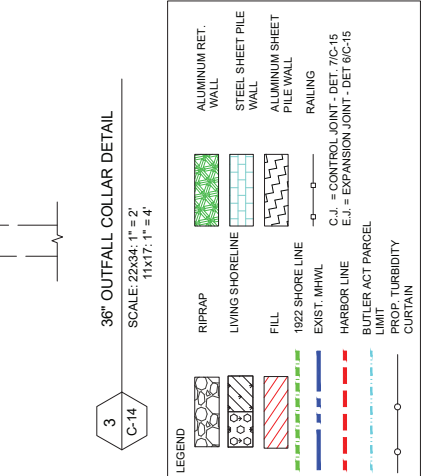 3
C-14
36" OUTFALL COLLAR DETAIL
SCALE: 22x34: 1" = 2'
11x17: 1" = 4'
LEGEND
RIPRAP
LIVING SHORELINE
FILL
1922 SHORE LINE
EXIST. MHWL
HARBOR LINE
BUTLER ACT PARCEL
LIMIT
PROP. TURBIDITY
CURTAIN
ALUMINUM RET.
WALL
STEEL SHEET PILE
WALL
ALUMINUM SHEET
PILE WALL
RAILING
C.J. = CONTROL JOINT - DET. 7/C-15
E.J. = EXPANSION JOINT - DET 6/C-15